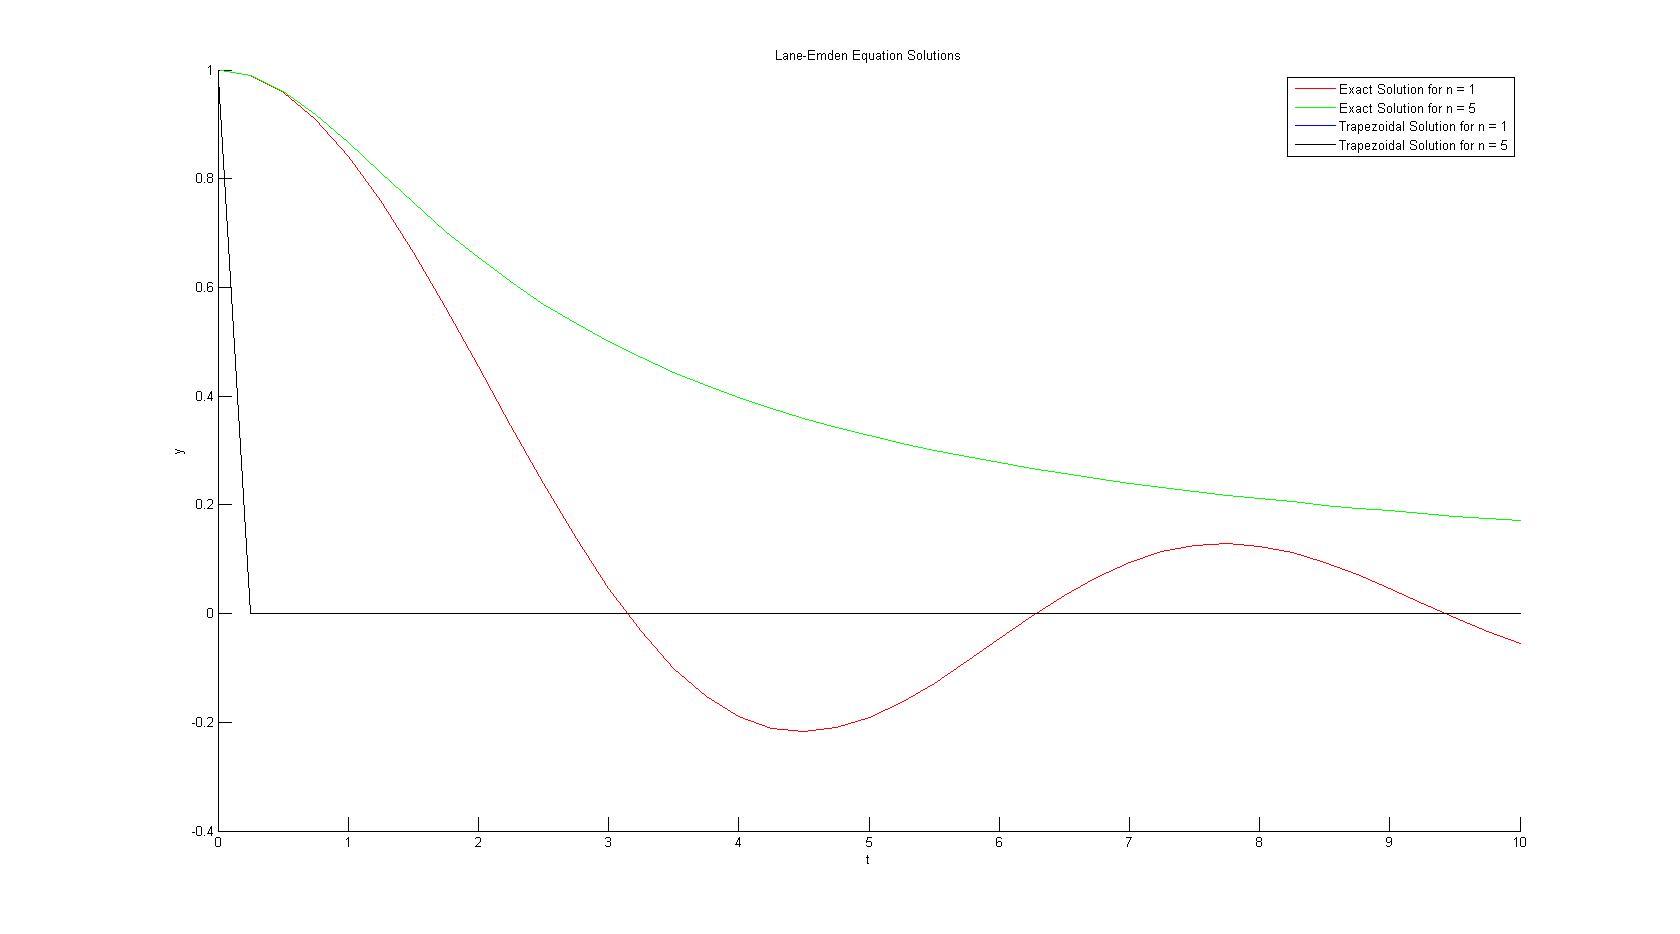 Lane-Emden Equation Solutions
Exact Solution for n = 1
Exact Solution for n = 5
Trapezoidal Solution for n = 1
Trapezoidal Solution for n = 5
1
0.8
0.6
0.4
y
0.2
0
-0.2
-0.4
0 1 2 3 4 5 6 7 8 9 10
t